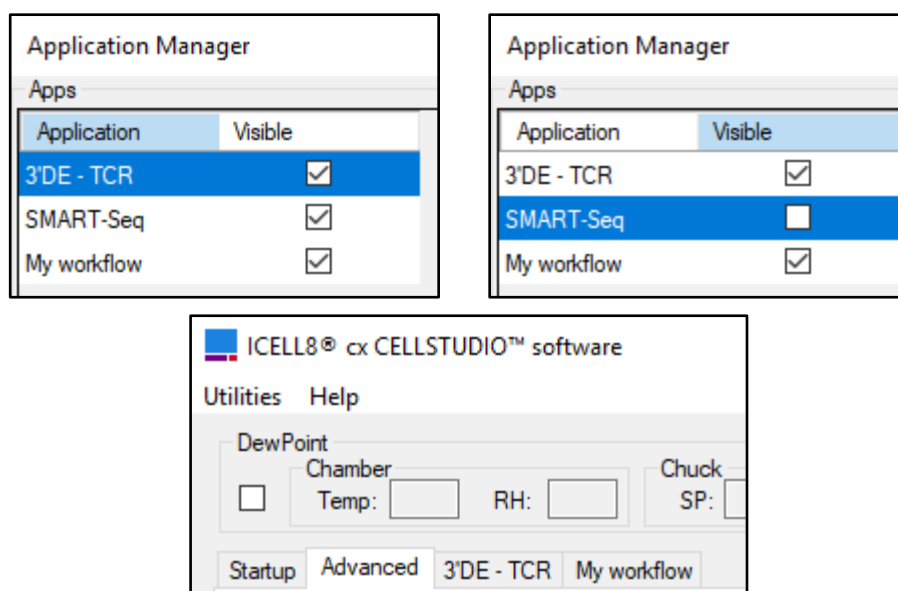 Application Manager
Apps
Application Visible
3'DE - TCR
SMART-Seq
My workflow
Application Manager
Apps
Application Visible
3'DE - TCR
SMART-Seq
My workflow
ICELL8® cx CELLSTUDIO™ software
Utilities Help
DewPoint
Chamber Chuck
Temp: RH: SP:
Startup Advanced 3'DE - TCR My workflow